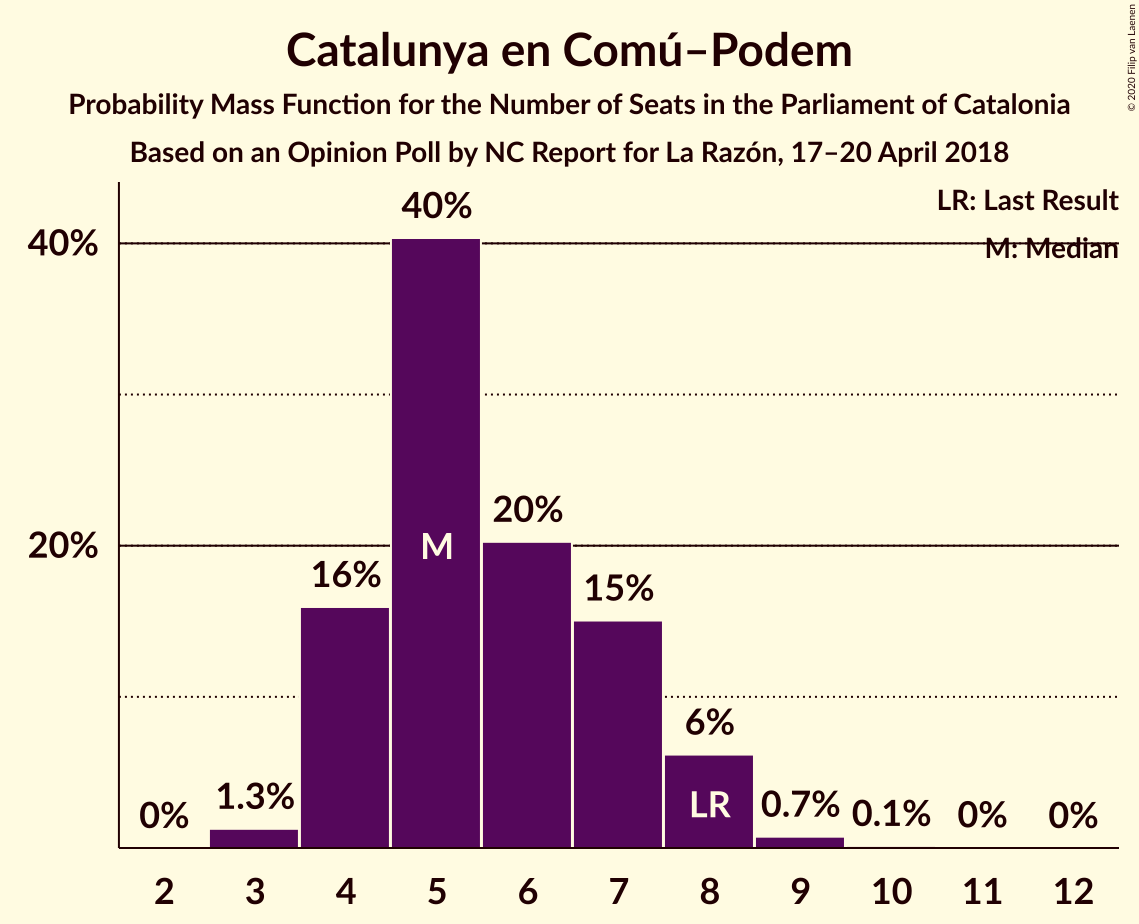 Catalunya en Comú–Podem
Probability Mass Function for the Number of Seats in the Parliament of Catalonia
Based on an Opinion Poll by NC Report for La Razón, 17–20 April 2018
© 2020 Filip van Laenen
LR: Last Result
M: Median
40%
20%
0%
1.3%
16%
40%
M
20%
15%
6%
LR
0.7%
0.1%
0%
0%
2 3 4 5 6 7 8 9 10 11 12